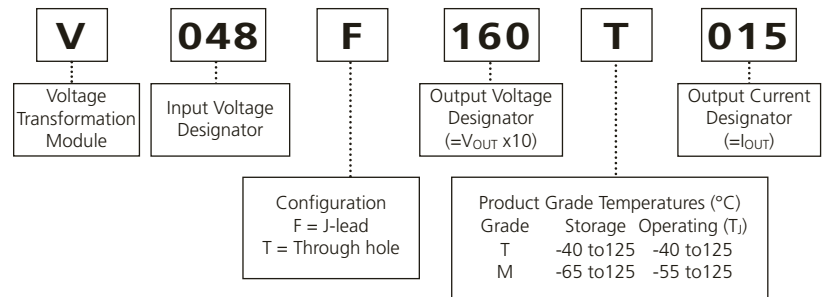 V 048 F 160 T 015
Voltage
Transformation
Module
Input Voltage
Designator
Output Voltage
Designator
(=VOUT x10)
Output Current
Designator
(=IOUT)
Configuration
F = J-lead
T = Through hole
Product Grade Temperatures (°C)
Grade Storage Operating (TJ)
T -40 to125 -40 to125
M -65 to125 -55 to125